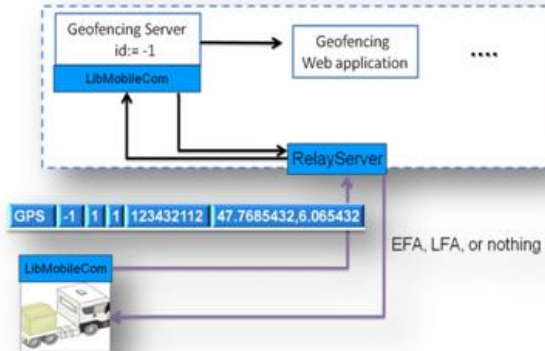 Geofencing Server
id:= -1
LibMobileCom
Geofencing
Web application
....
RelayServer
GPS -1 1 1 123432112 47.7685432,6.065432
EFA, LFA, or nothing
LibMobileCom